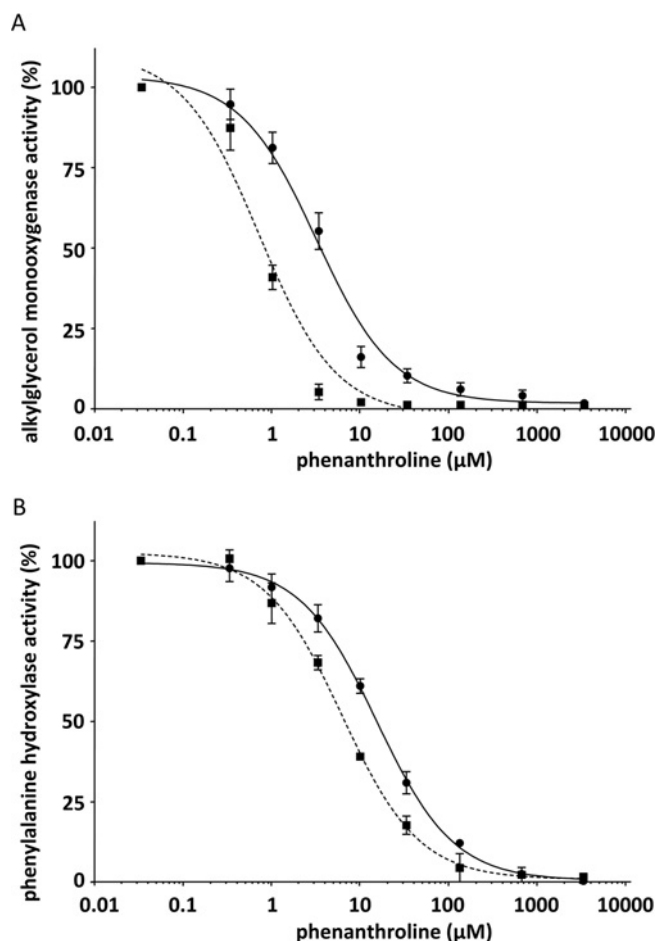 A
alkylglycerol monooxygenase activity (%)
100
75
50
25
0
0.01 0.1 1 10 100 1000 10000
phenanthroline (µM)
B
phenylalanine hydroxylase activity (%)
100
75
50
25
0
0.01 0.1 1 10 100 1000 10000
phenanthroline (µM)